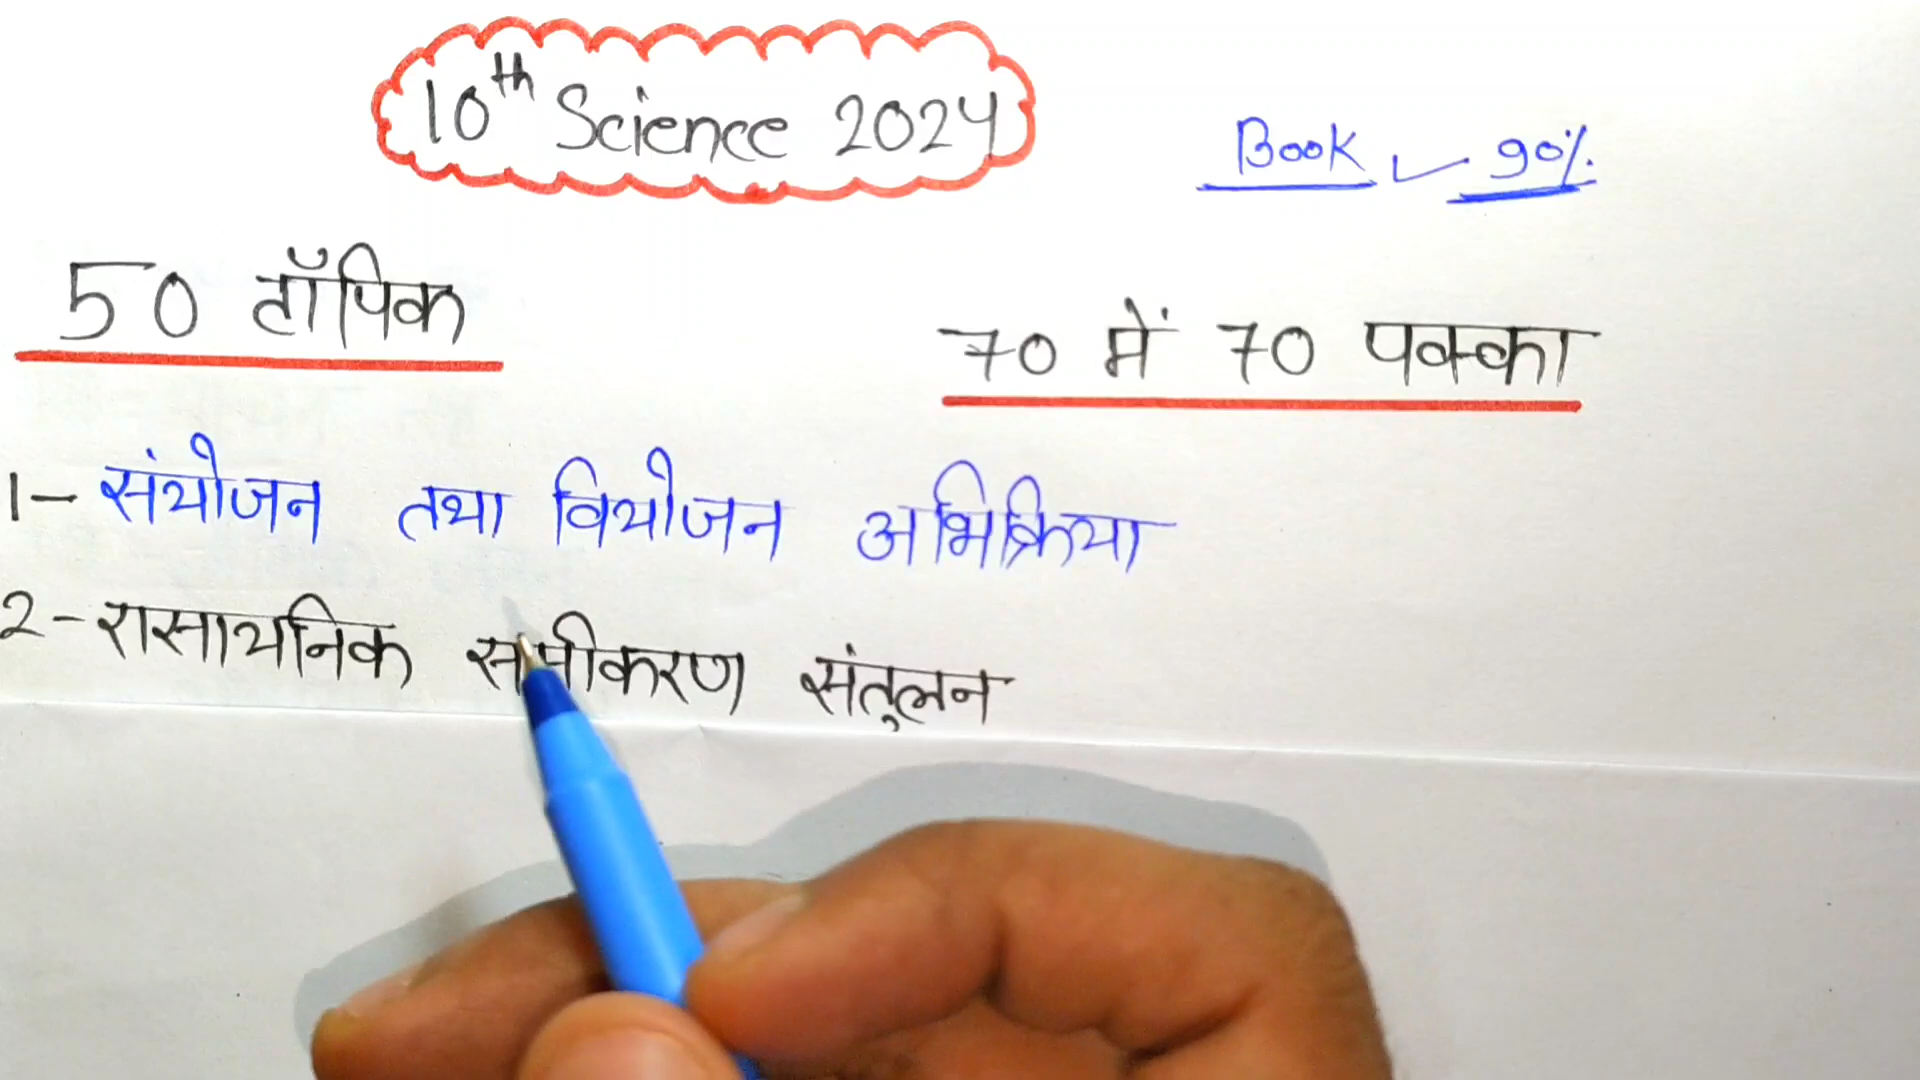 10th Science 2024
Book ✓ 90%
50 टॉपिक
70 में 70 पक्का
1- संयोजन तथा वियोजन अभिक्रिया
2- रासायनिक समीकरण संतुलन